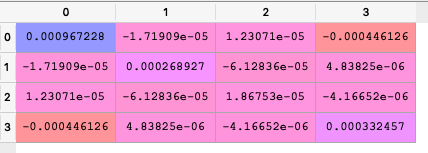 0 1 2 3
0 0.000967228 -1.71909e-05 1.23071e-05 -0.000446126
1 -1.71909e-05 0.000268927 -6.12836e-05 4.83825e-06
2 1.23071e-05 -6.12836e-05 1.86753e-05 -4.16652e-06
3 -0.000446126 4.83825e-06 -4.16652e-06 0.000332457